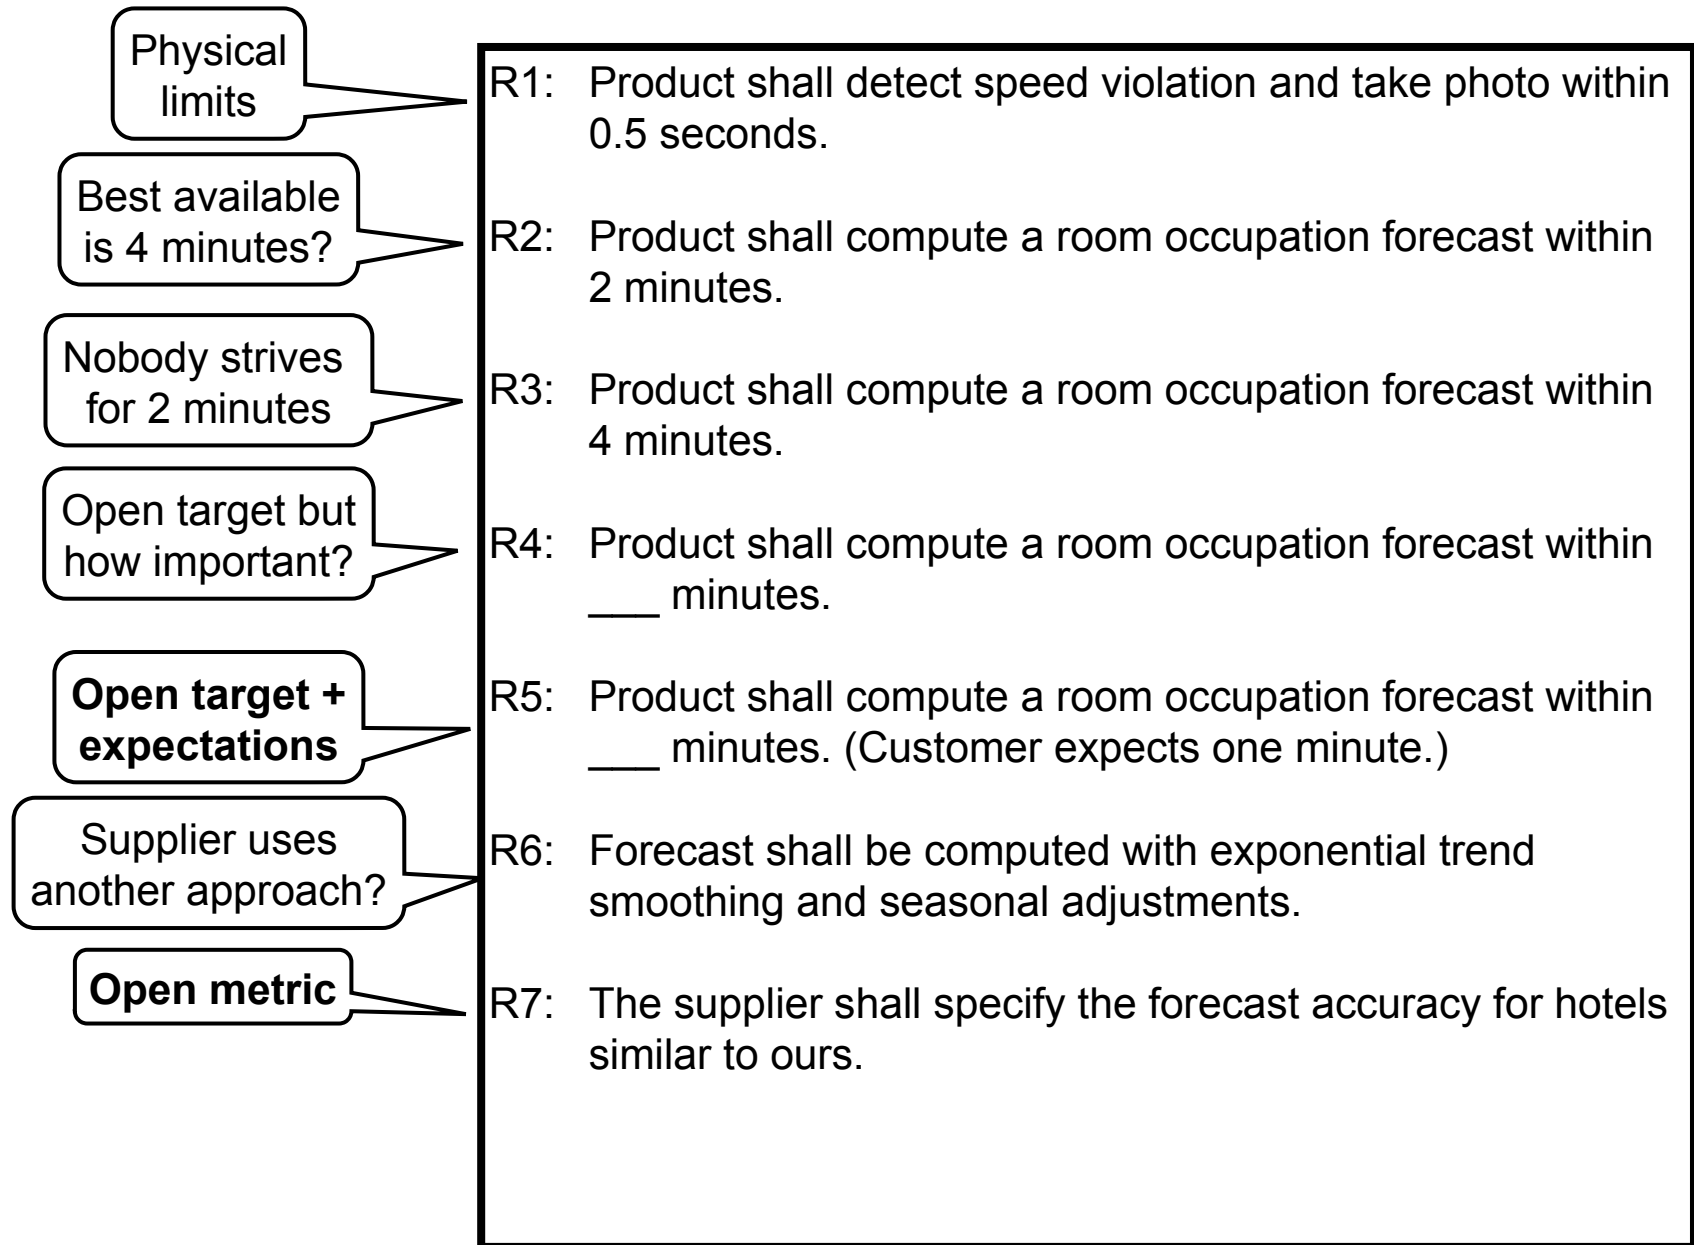 Physical
limits
R1: Product shall detect speed violation and take photo within
0.5 seconds.
Best available
is 4 minutes?
R2: Product shall compute a room occupation forecast within
2 minutes.
Nobody strives
for 2 minutes
R3: Product shall compute a room occupation forecast within
4 minutes.
Open target but
how important?
R4: Product shall compute a room occupation forecast within
___ minutes.
Open target +
expectations
R5: Product shall compute a room occupation forecast within
___ minutes. (Customer expects one minute.)
Supplier uses
another approach?
R6: Forecast shall be computed with exponential trend
smoothing and seasonal adjustments.
Open metric
R7: The supplier shall specify the forecast accuracy for hotels
similar to ours.